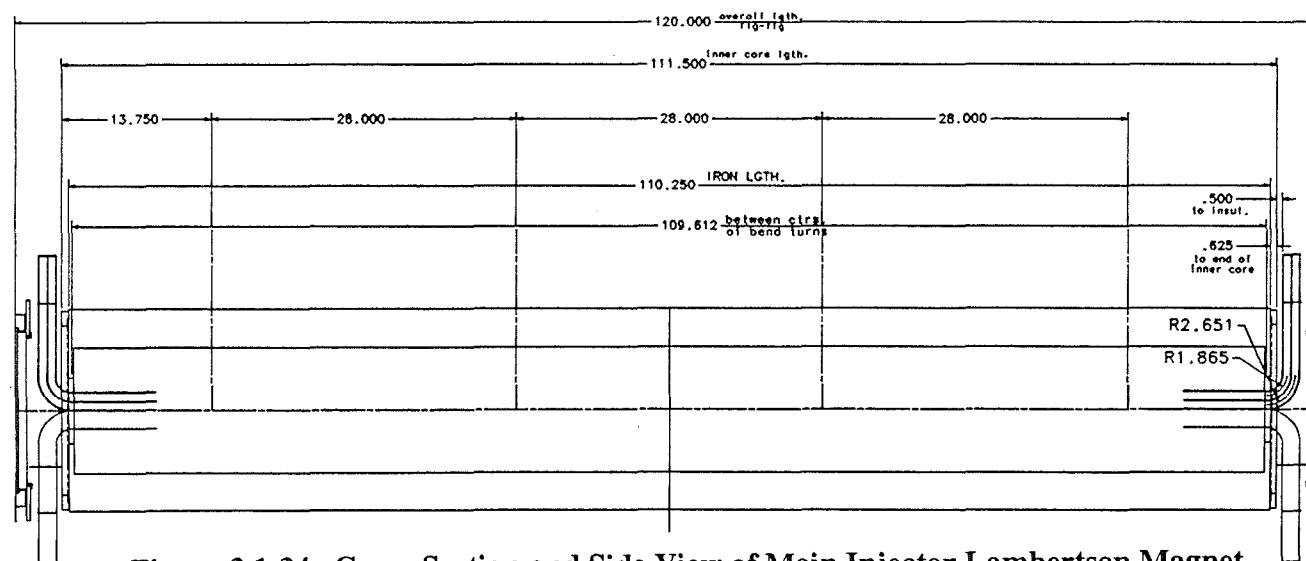 120.000 overall lgth.
flg-flg
111.500 Inner core lgth.
13.750 28.000 28.000 28.000
110.250 IRON LGTH.
.500
to insut.
109.612 between ctrs.
of bend turns
.625
to end of
Inner core
R2.651
R1.865
Cross Section and Side View of Main Injector Lambertson Magnet